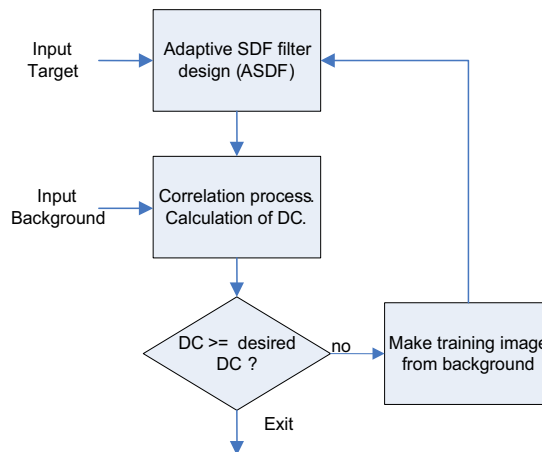 Input
Target
Adaptive SDF filter
design (ASDF)
Input
Background
Correlation process.
Calculation of DC.
DC >= desired
DC ?
no
Make training image
from background
Exit